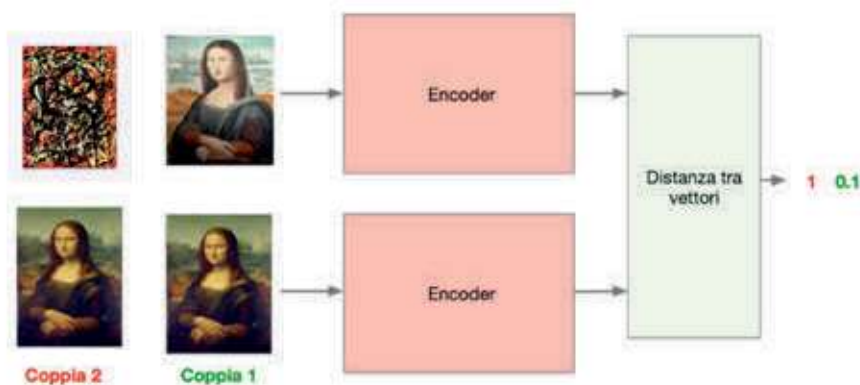 Encoder
Distanza tra
vettori
1 0.1
Encoder
Coppia 2
Coppia 1